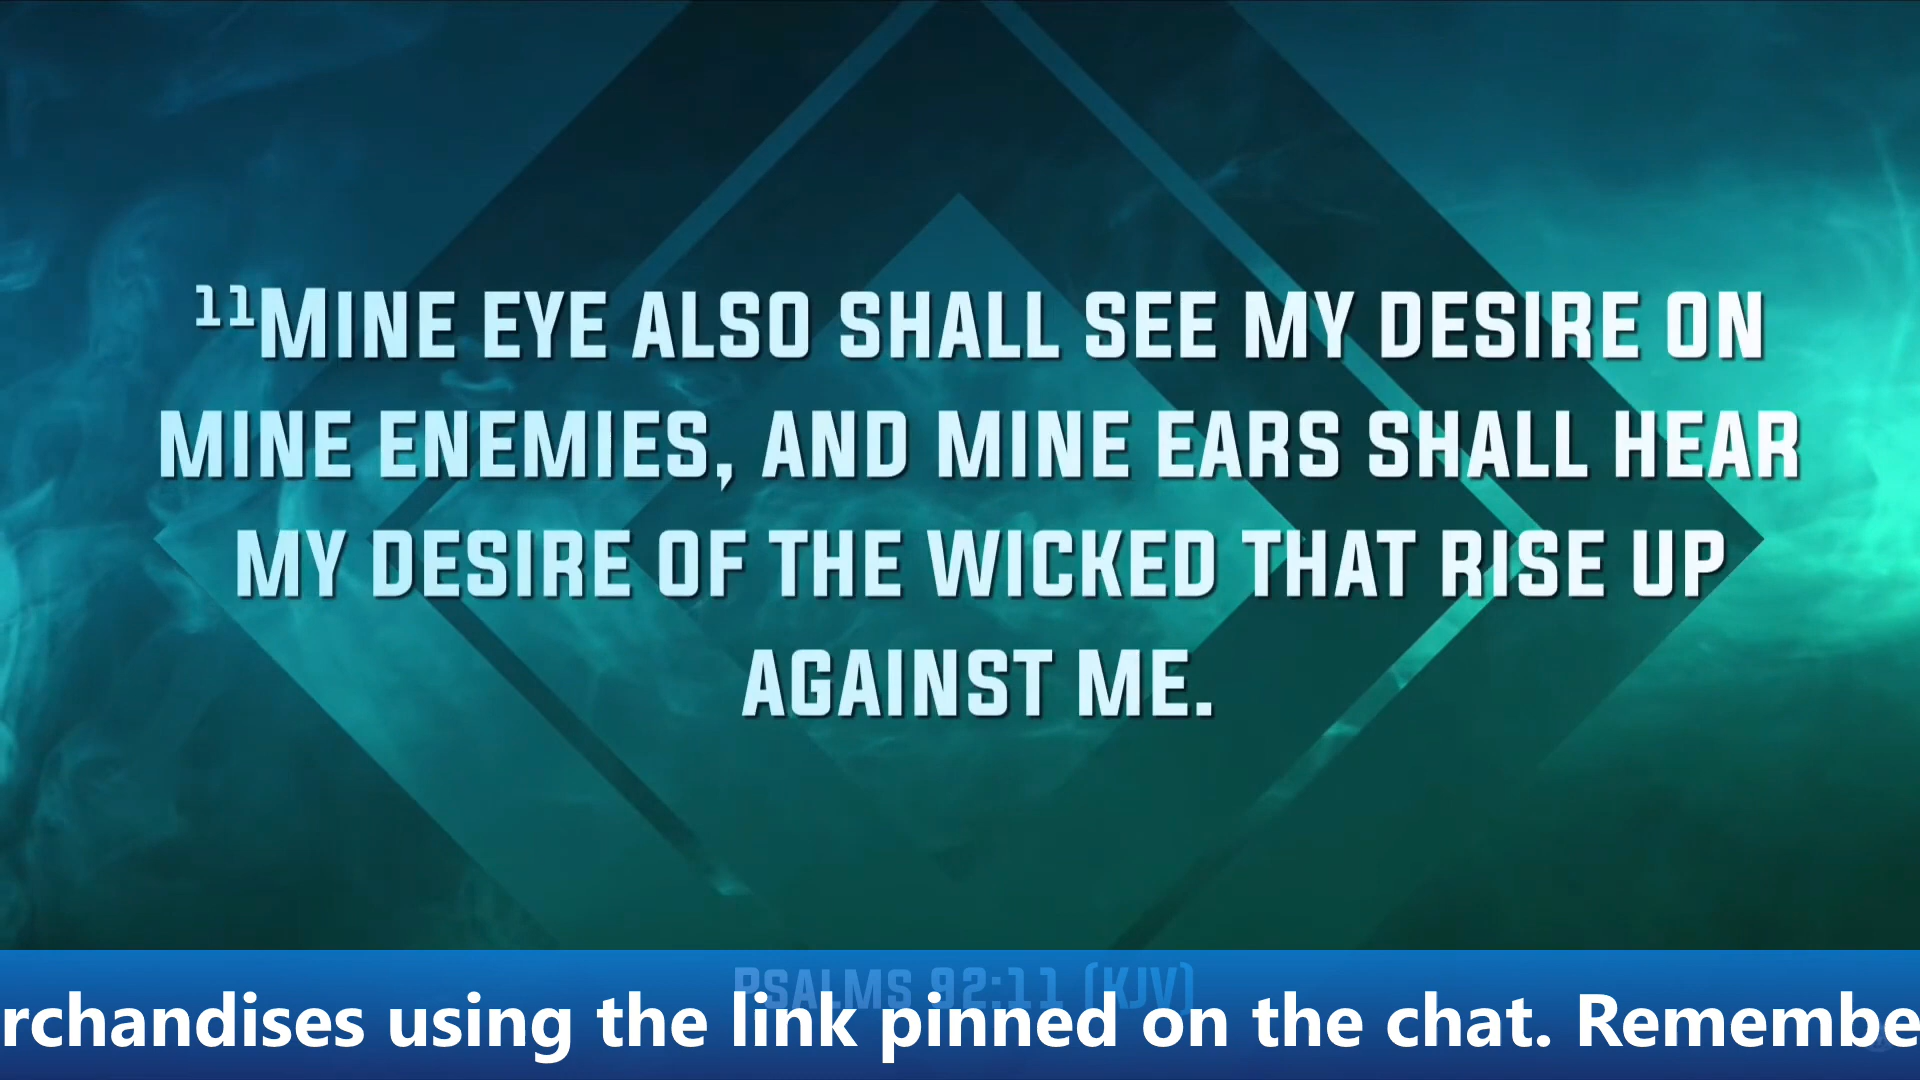 ¹¹MINE EYE ALSO SHALL SEE MY DESIRE ON
MINE ENEMIES, AND MINE EARS SHALL HEAR
MY DESIRE OF THE WICKED THAT RISE UP
AGAINST ME.
PSALMS 92:11 (KJV)
rchandises using the link pinned on the chat. Remembe